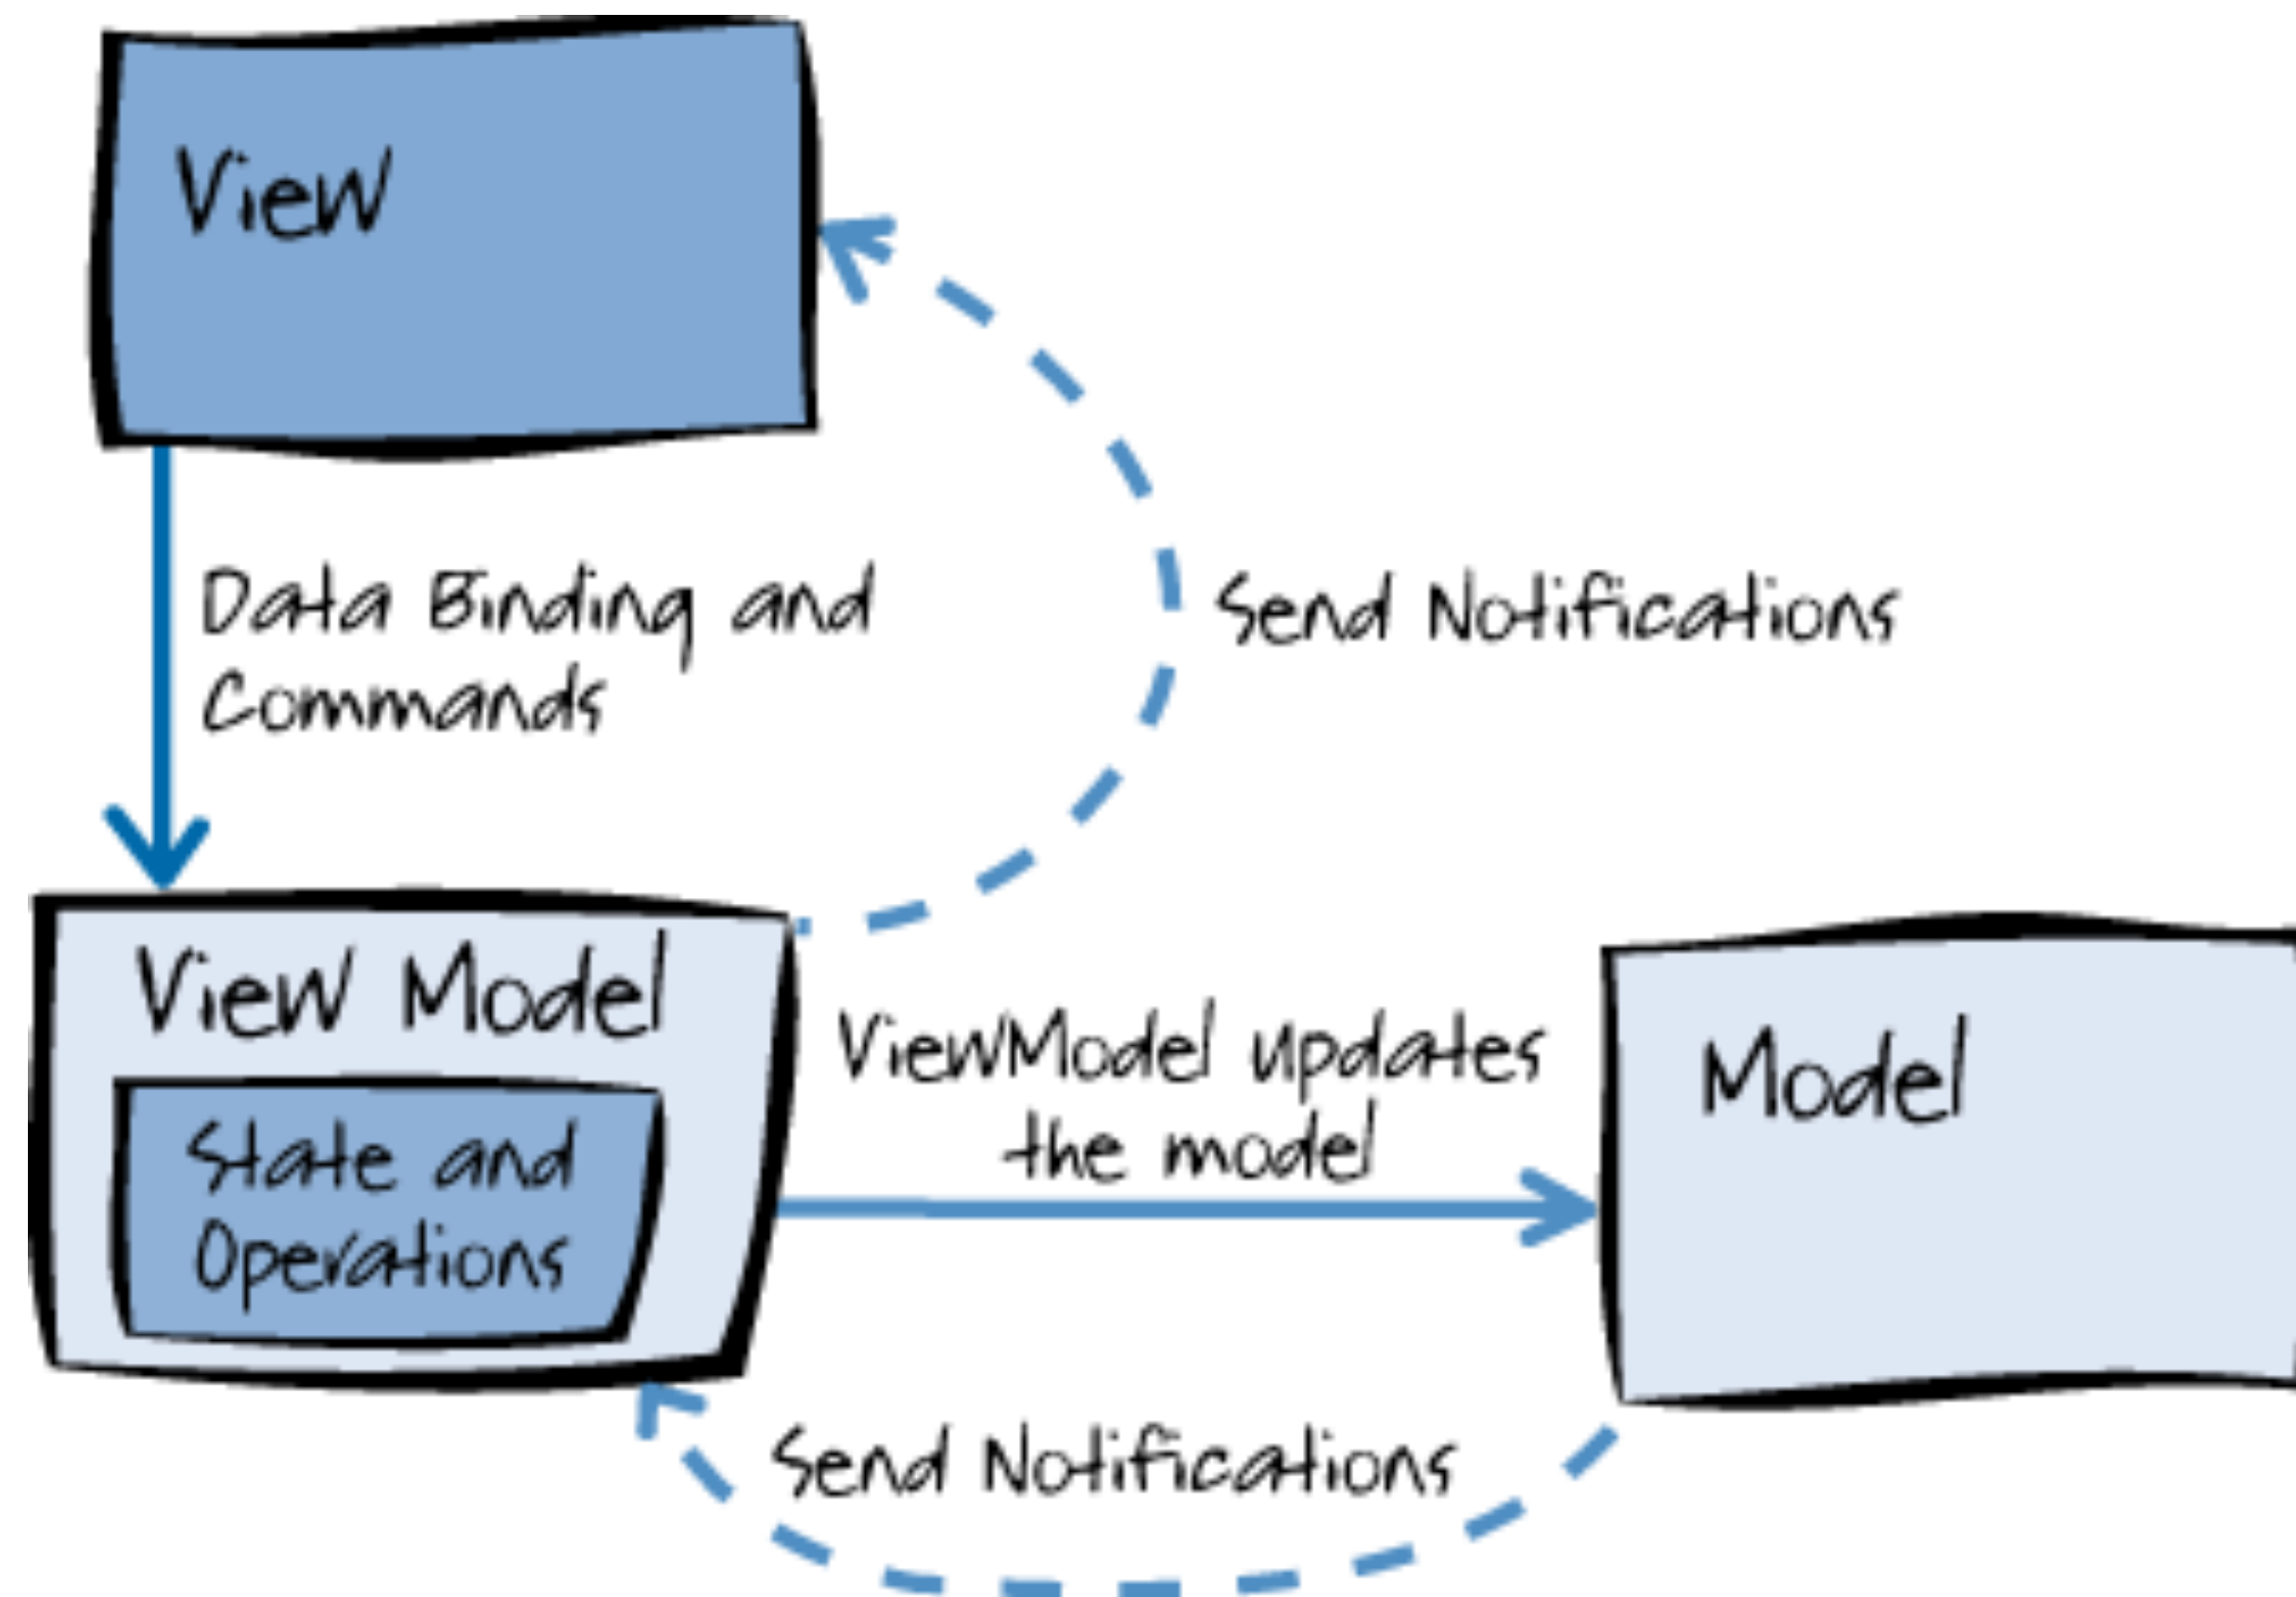 View
Data Binding and
Commands
Send Notifications
View Model
State and
Operations
ViewModel updates
the model
Model
Send Notifications